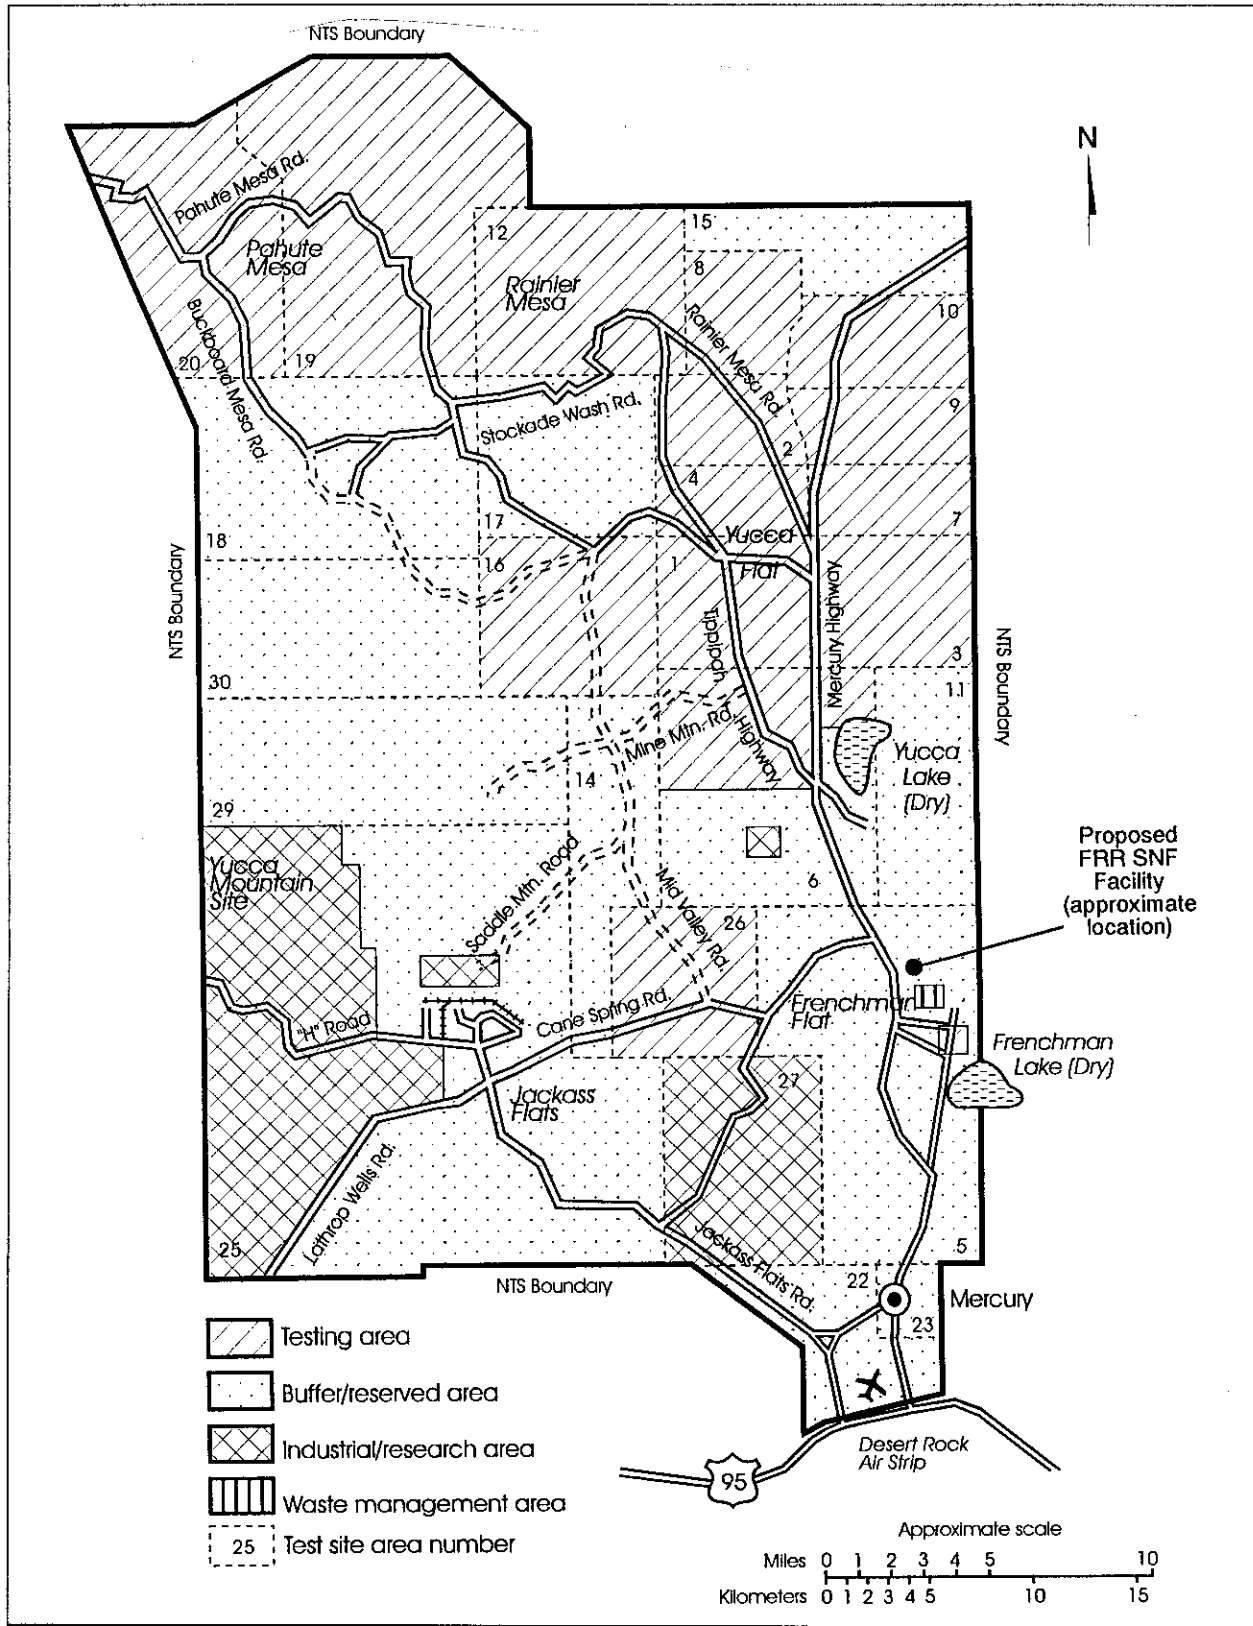 NTS Boundary
N
Pahute Mesa Rd.
Pahute
Mesa
12
15
8
Rainier
Mesa
Rainier Mesa Rd.
10
Buckboard Mesa Rd.
20
19
9
Stockade Wash Rd.
2
4
17
7
18
16
1
Yucca
Flat
NTS Boundary
Tippipah
Highway
Mercury Highway
3
NTS Boundary
30
11
Mine Mtn. Rd.
14
Yucca
Lake
(Dry)
29
Yucca
Mountain
Site
Saddle Mtn. Road
Mid Valley Rd.
6
Proposed
FRR SNF
Facility
(approximate
location)
26
"H" Road
Cane Spring Rd.
Frenchman
Flat
Frenchman
Lake (Dry)
27
Jackass
Flats
Lathrop Wells Rd.
25
Jackass Flats Rd.
5
NTS Boundary
22
Mercury
23
Testing area
Buffer/reserved area
Industrial/research area
Waste management area
25 Test site area number
Desert Rock
Air Strip
95
Approximate scale
Miles 0 1 2 3 4 5 10
Kilometers 0 1 2 3 4 5 10 15